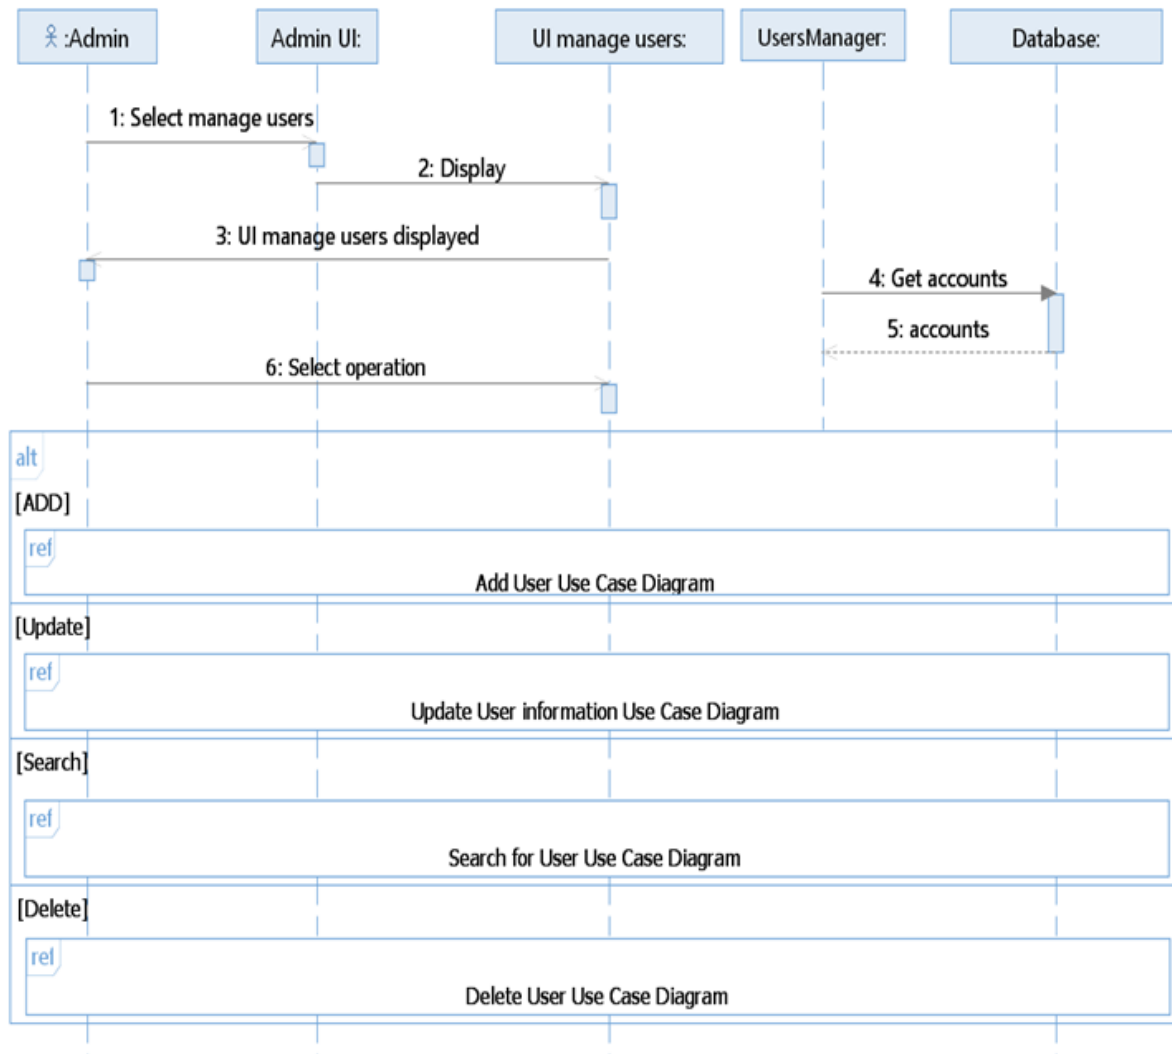 :Admin
Admin UI:
UI manage users:
UsersManager:
Database:
1: Select manage users
2: Display
3: UI manage users displayed
4: Get accounts
5: accounts
6: Select operation
alt
[ADD]
ref
Add User Use Case Diagram
[Update]
ref
Update User information Use Case Diagram
[Search]
ref
Search for User Use Case Diagram
[Delete]
ref
Delete User Use Case Diagram